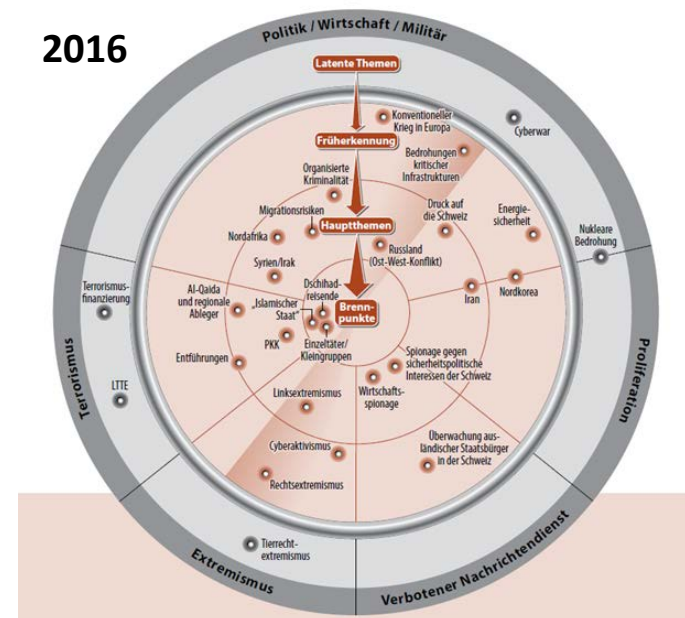 2016
Politik / Wirtschaft / Militär
Latente Themen
Konventioneller
Krieg in Europa
Cyberwar
Früherkennung
Bedrohungen
kritischer
Infrastrukturen
Organisierte
Kriminalität
Migrationsrisiken
Hauptthemen
Druck auf
die Schweiz
Energie-
sicherheit
Nukleare
Bedrohung
Nordafrika
Russland
(Ost-West-Konflikt)
Syrien/Irak
Terrorismus-
finanzierung
Al-Qaida
und regionale
Ableger
Dschihad-
reisende
„Islamischer
Staat“
Brenn-
punkte
Iran
Nordkorea
PKK
Einzeltäter/
Kleingruppen
Entführungen
Spionage gegen
sicherheitspolitische
Interessen der Schweiz
Wirtschafts-
spionage
LTTE
Linksextremismus
Cyberaktivismus
Überwachung aus-
ländischer Staatsbürger
in der Schweiz
Rechtsextremismus
Tierrecht-
extremismus
Terrorismus
Proliferation
Extremismus
Verbotener Nachrichtendienst